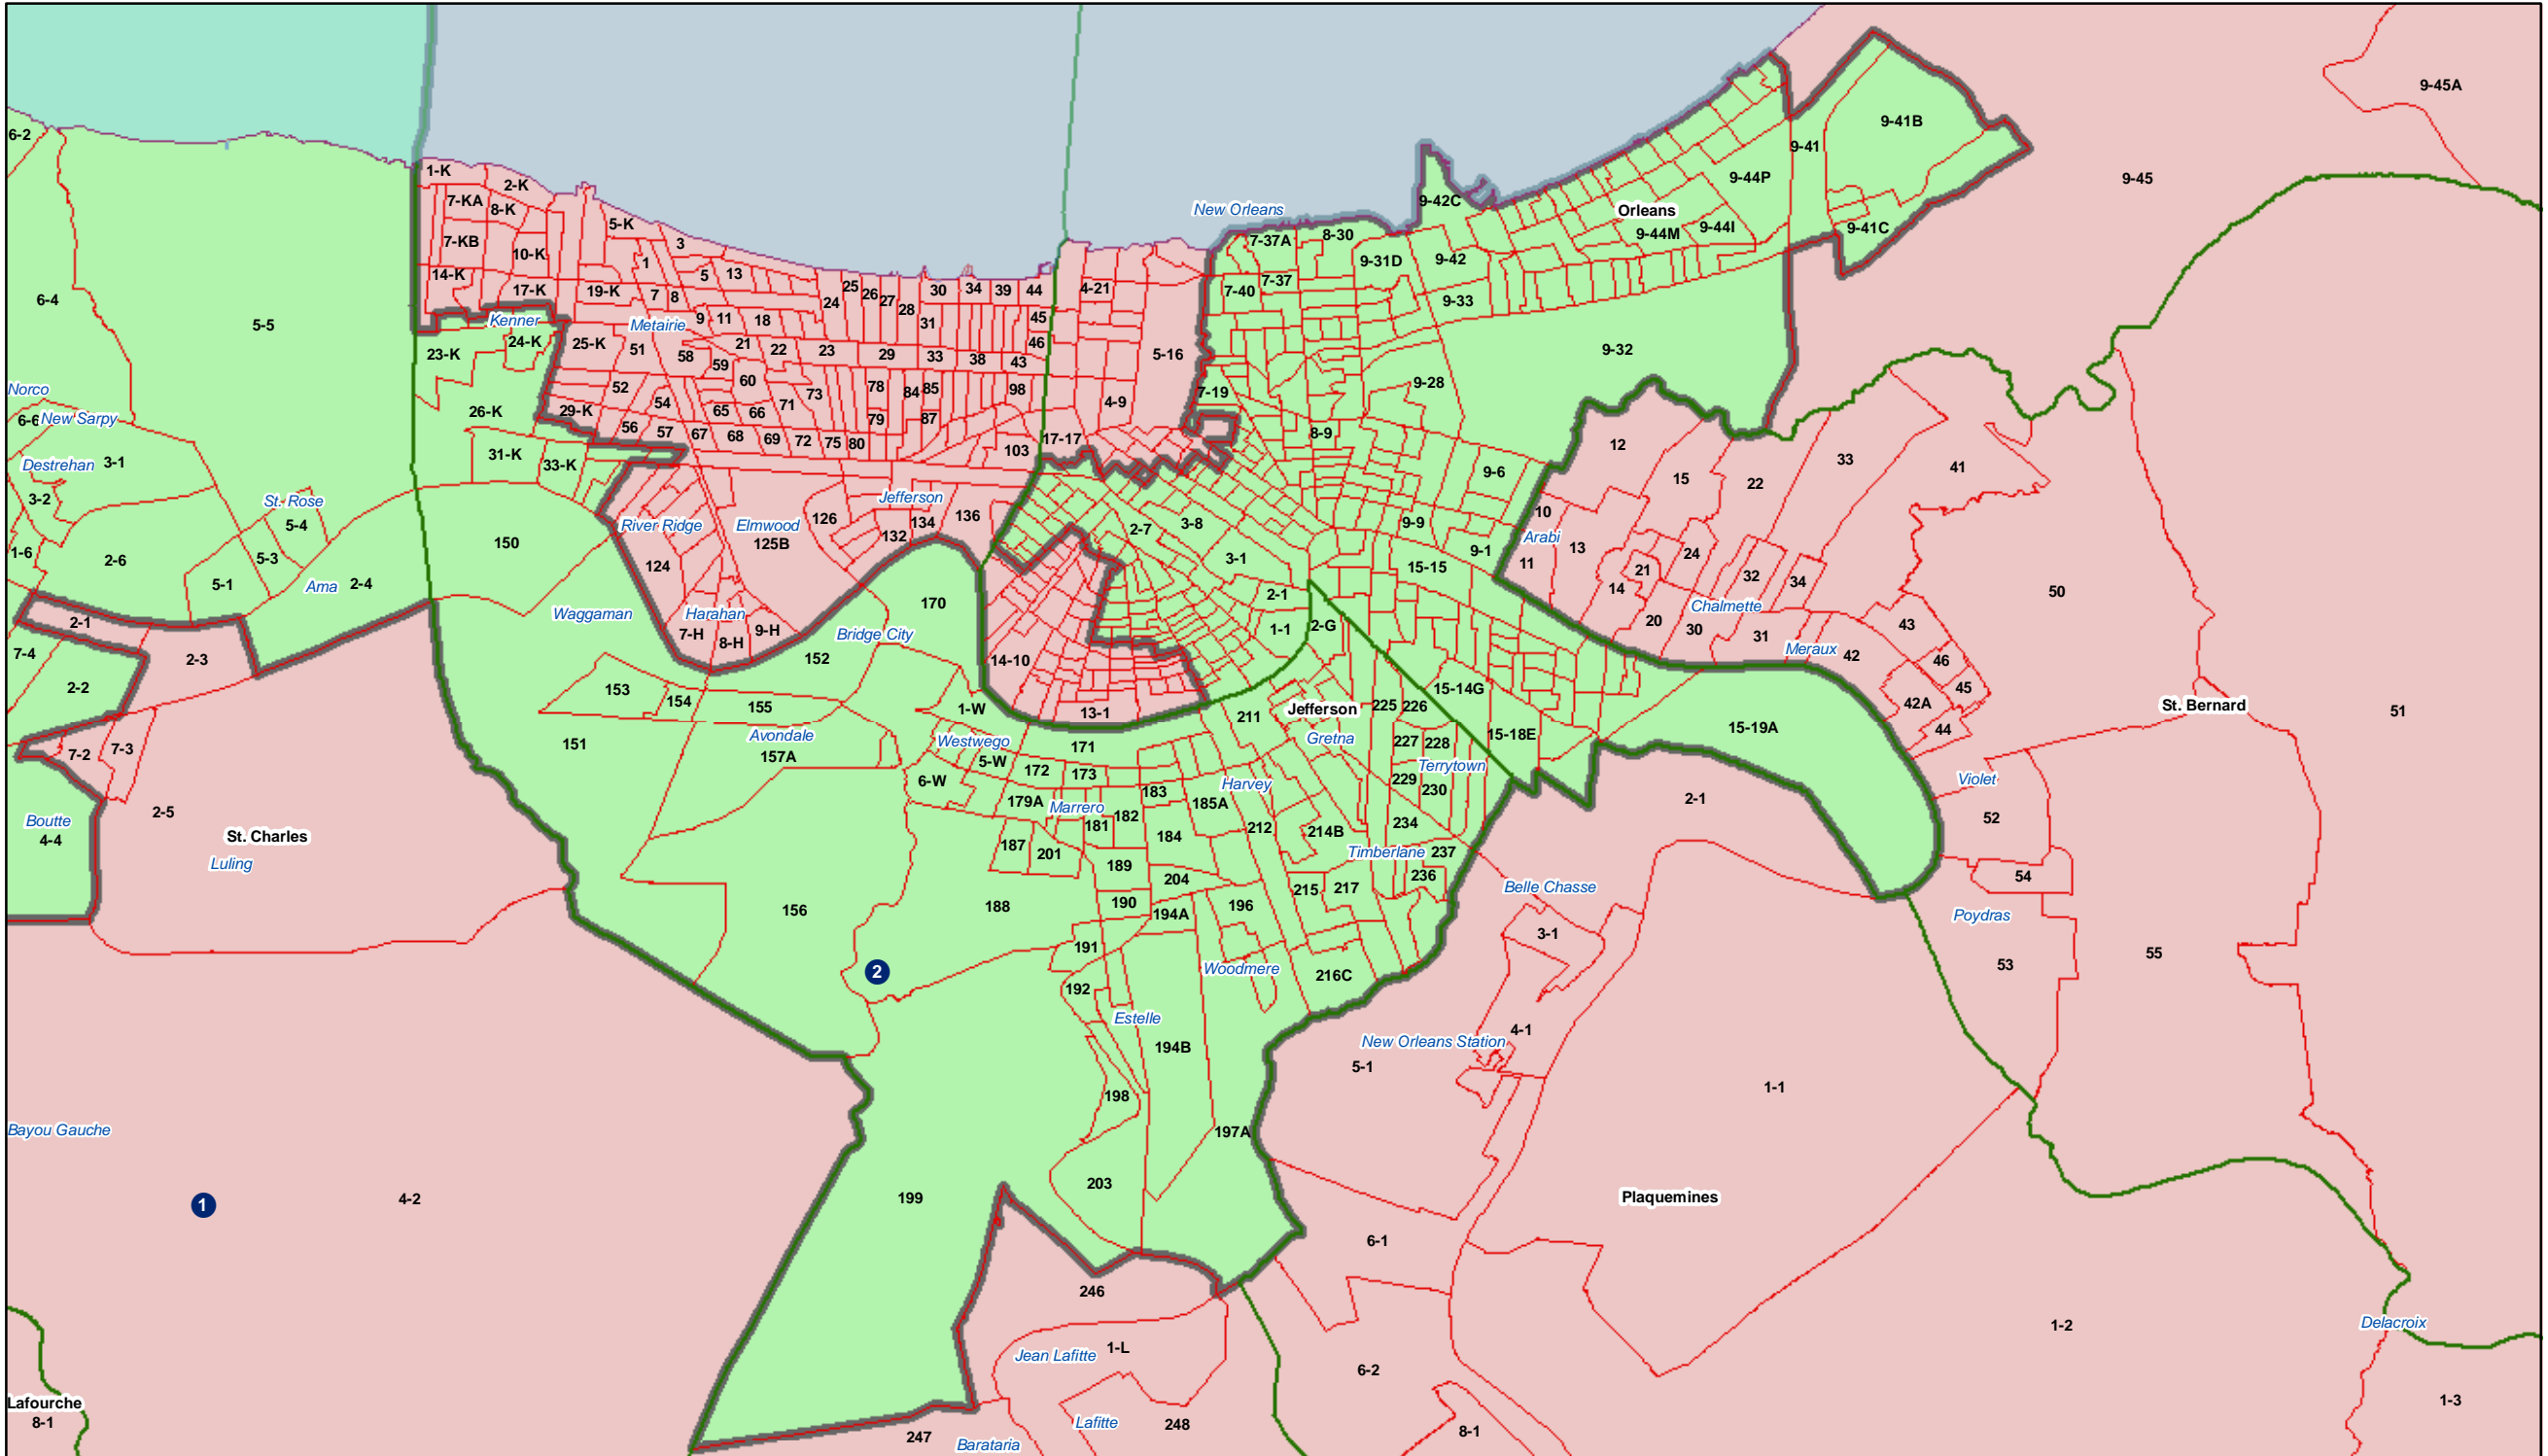 9-45A
6-2
9-41B
9-41
9-45
1-K
2-K
9-44P
7-KA
8-K
9-42C
New Orleans
Orleans
5-K
9-44I
9-41C
9-44M
7-KB
3
7-37A
8-30
10-K
1
9-31D
9-42
14-K
5
13
7-37
17-K
19-K
7
8
24
25
26
27
28
30
34
39
44
4-21
7-40
6-4
9-33
Kenner
Metairie
9
11
18
31
45
5-5
23-K
24-K
25-K
51
58
59
21
22
23
29
33
38
43
46
5-16
9-32
Norco
52
60
78
84
85
98
7-19
9-28
6-6
New Sarpy
26-K
29-K
54
65
66
71
73
79
87
4-9
56
57
67
68
69
72
75
80
17-17
8-9
12
103
Destrehan
3-1
31-K
33-K
33
41
9-6
15
22
3-2
St. Rose
5-4
Jefferson
126
134
136
10
River Ridge
Elmwood
125B
132
2-7
3-8
9-9
Arabi
1-6
2-6
5-3
150
3-1
9-1
13
24
11
124
15-15
21
32
34
5-1
Ama
2-4
14
50
170
2-1
Waggaman
Harahan
Chalmette
2-1
7-H
8-H
9-H
Bridge City
1-1
2-G
20
30
31
43
7-4
2-3
152
14-10
Meraux
42
46
2-2
153
154
155
1-W
15-14G
45
13-1
211
Jefferson
225
226
42A
St. Bernard
51
44
Avondale
151
157A
Westwego
171
Gretna
227
228
15-18E
15-19A
7-2
7-3
5-W
172
173
6-W
Harvey
Terrytown
229
230
Violet
2-1
183
179A
Marrero
182
185A
2-5
52
Boutte
4-4
St. Charles
181
184
212
214B
234
187
201
Luling
189
Timberlane
237
204
236
54
215
217
Belle Chasse
156
188
190
194A
196
Poydras
3-1
191
55
2
Woodmere
216C
53
192
Estelle
4-1
New Orleans Station
194B
5-1
1-1
198
Bayou Gauche
197A
203
1
4-2
199
Plaquemines
6-1
246
1-2
Delacroix
Jean Lafitte
1-L
6-2
Lafourche
8-1
1-3
Lafitte
248
8-1
247
Barataria